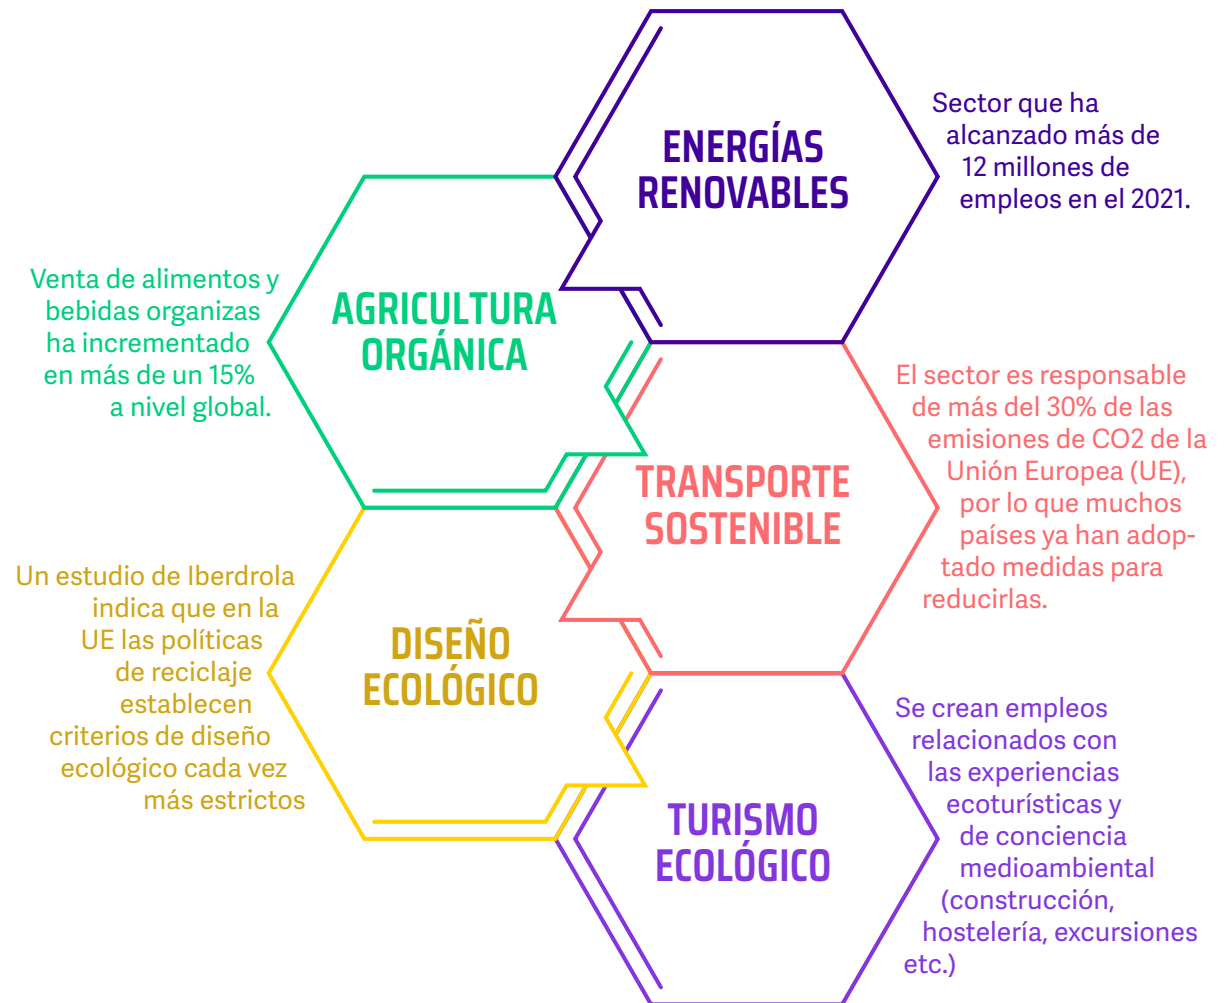 ENERGÍAS
RENOVABLES
Sector que ha
alcanzado más de
12 millones de
empleos en el 2021.
AGRICULTURA
ORGÁNICA
Venta de alimentos y
bebidas organizas
ha incrementado
en más de un 15%
a nivel global.
TRANSPORTE
SOSTENIBLE
El sector es responsable
de más del 30% de las
emisiones de CO2 de la
Unión Europea (UE),
por lo que muchos
países ya han adop-
tado medidas para
reducirlas.
DISEÑO
ECOLÓGICO
Un estudio de Iberdrola
indica que en la
UE las políticas
de reciclaje
establecen
criterios de diseño
ecológico cada vez
más estrictos
TURISMO
ECOLÓGICO
Se crean empleos
relacionados con
las experiencias
ecoturísticas y
de conciencia
medioambiental
(construcción,
hostelería, excursiones
etc.)